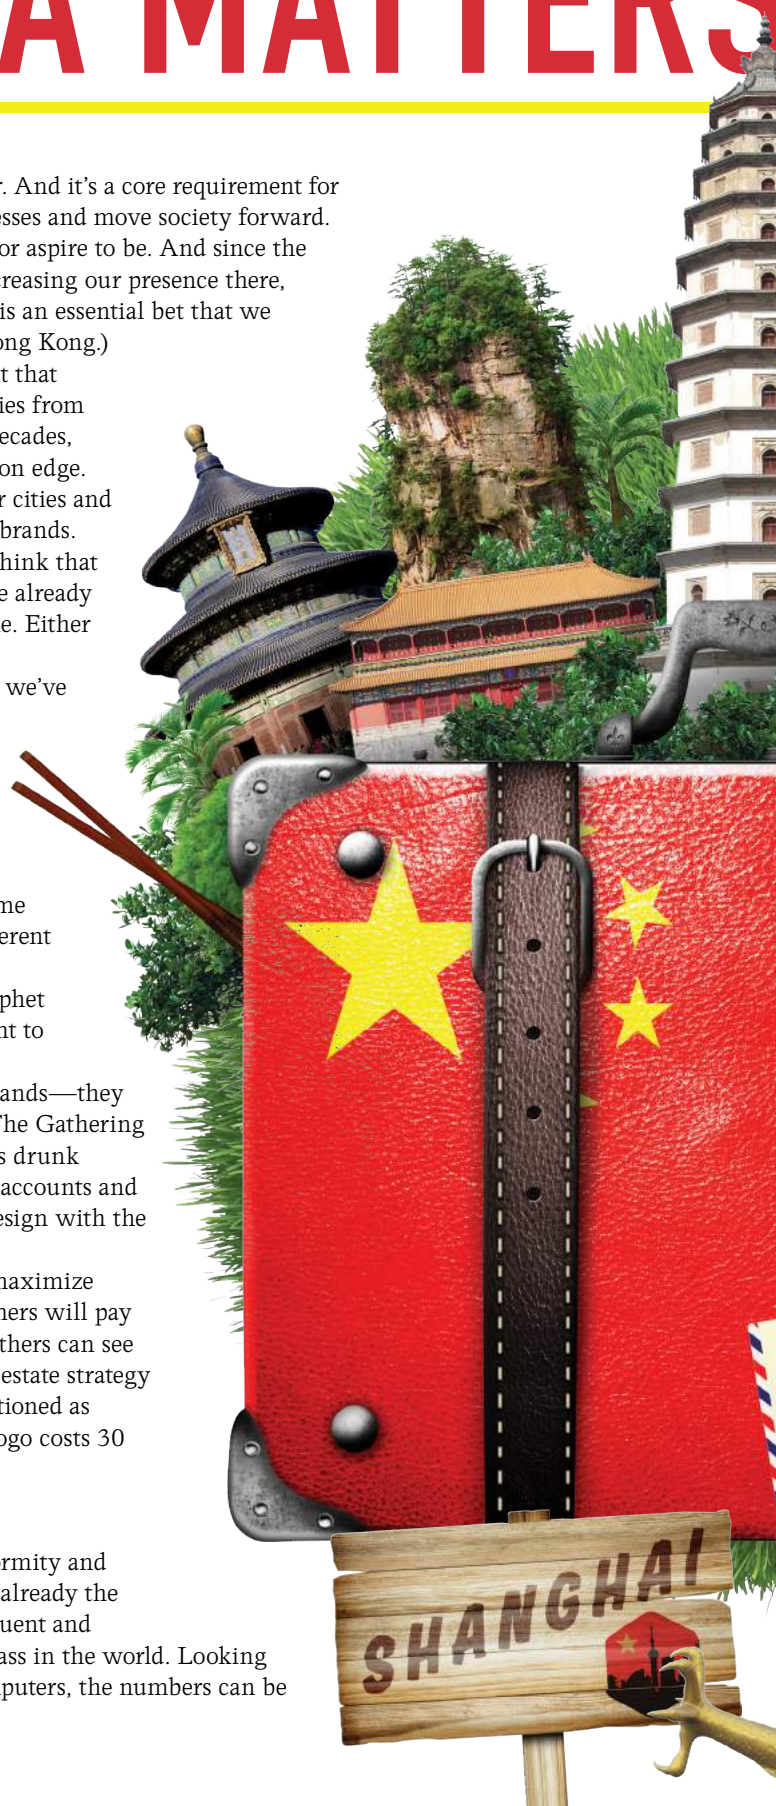 A MATTERS
r. And it's a core requirement for
esses and move society forward.
or aspire to be. And since the
creasing our presence there,
is an essential bet that we
ong Kong.)
t that
ies from
ecades,
on edge.
r cities and
brands.
hink that
e already
e. Either
we've
me
erent
phet
nt to
ands—they
The Gathering
s drunk
accounts and
esign with the
maximize
ners will pay
thers can see
estate strategy
tioned as
ogo costs 30
ormity and
already the
uent and
ass in the world. Looking
nputers, the numbers can be
SHANGHAI